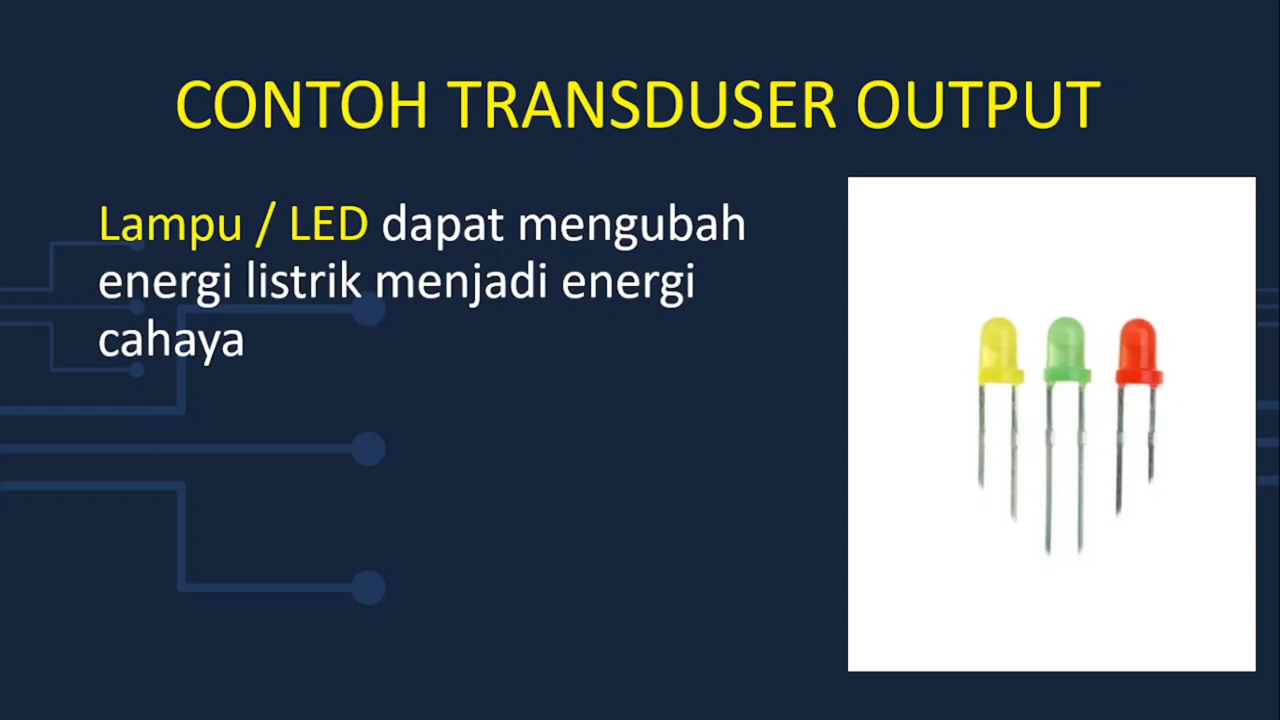 CONTOH TRANSDUSER OUTPUT
Lampu / LED dapat mengubah
energi listrik menjadi energi
cahaya